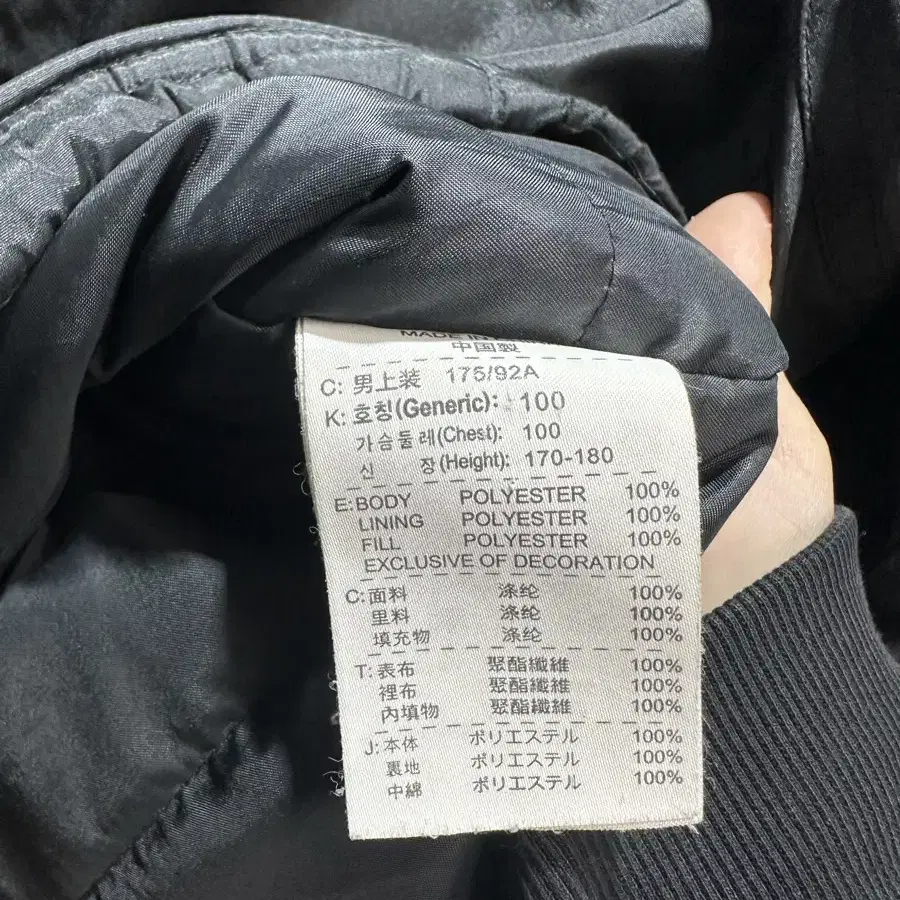 MADE IN
中国製
C: 男上装 175/92A
K: 호칭(Generic): 100
가슴둘레(Chest): 100
신 장(Height): 170-180
E: BODY POLYESTER 100%
LINING POLYESTER 100%
FILL POLYESTER 100%
EXCLUSIVE OF DECORATION
C: 面料 涤纶 100%
里料 涤纶 100%
填充物 涤纶 100%
T: 表布 聚酯纖維 100%
裡布 聚酯纖維 100%
內填物 聚酯纖維 100%
J: 本体 ポリエステル 100%
裏地 ポリエステル 100%
中綿 ポリエステル 100%